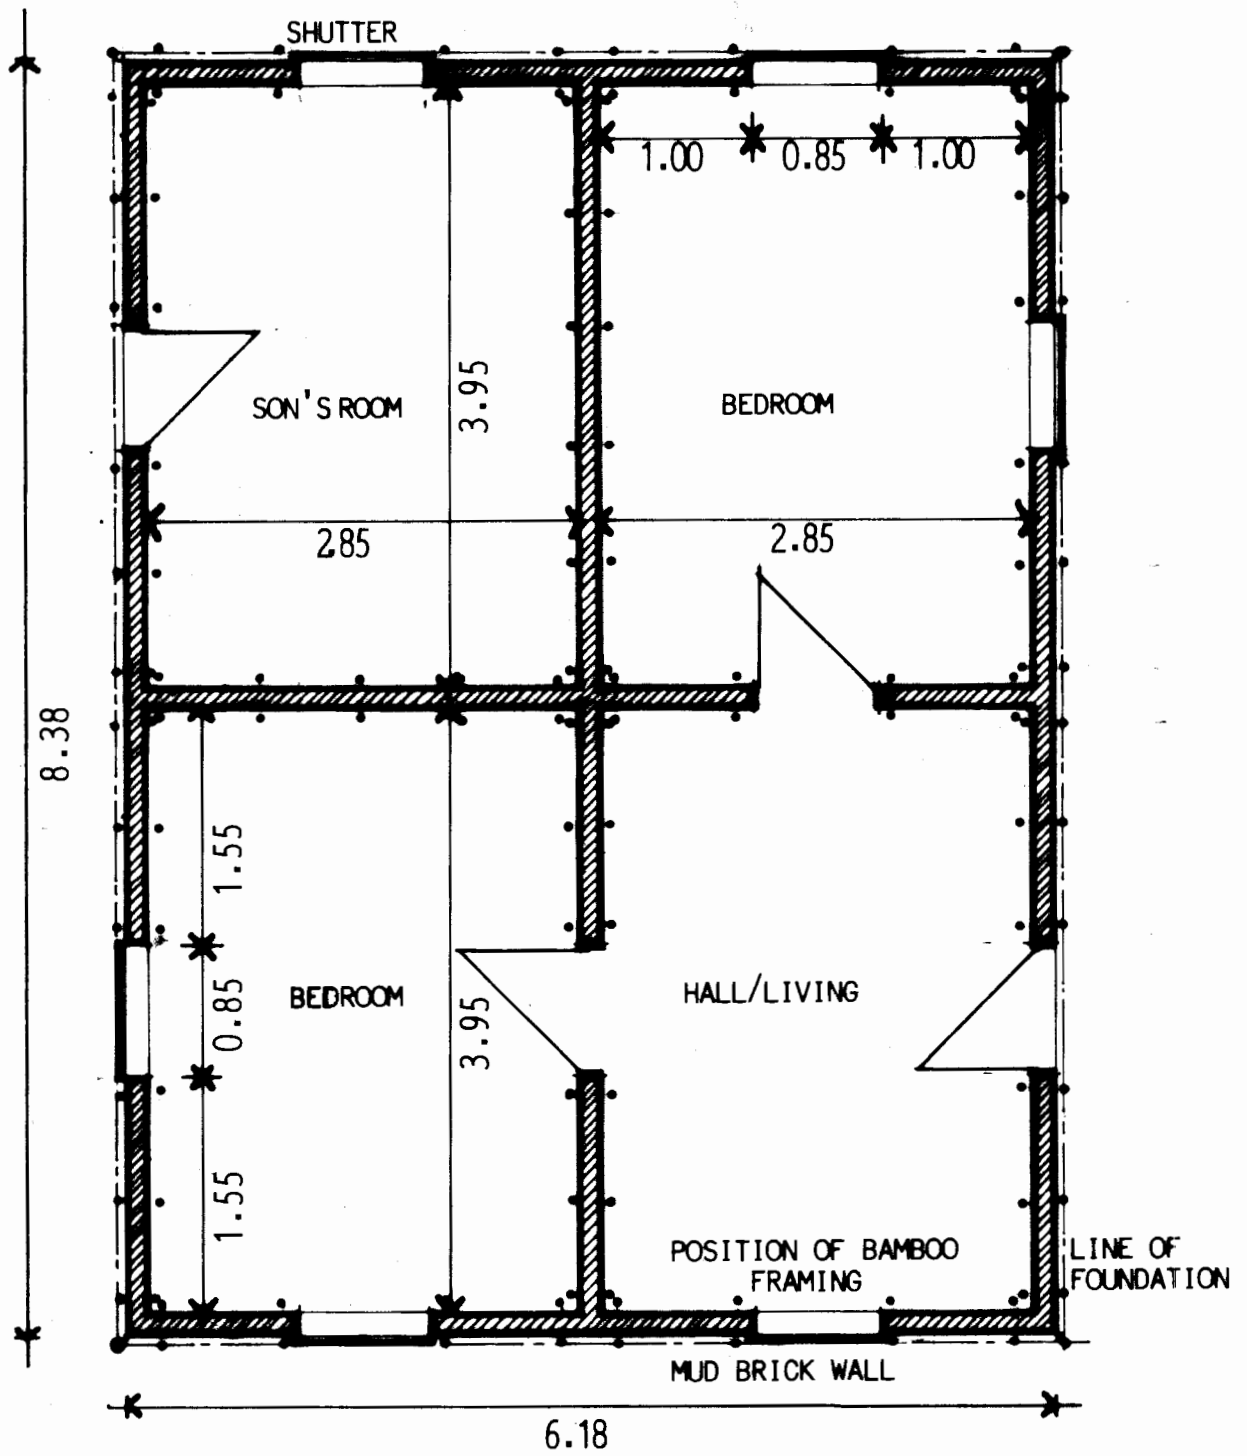 SHUTTER
1.00 0.85 1.00
3.95
SON'S ROOM
BEDROOM
2.85
2.85
8.38
1.55
0.85
BEDROOM
3.95
HALL/LIVING
1.55
POSITION OF BAMBOO
FRAMING
LINE OF
FOUNDATION
MUD BRICK WALL
6.18